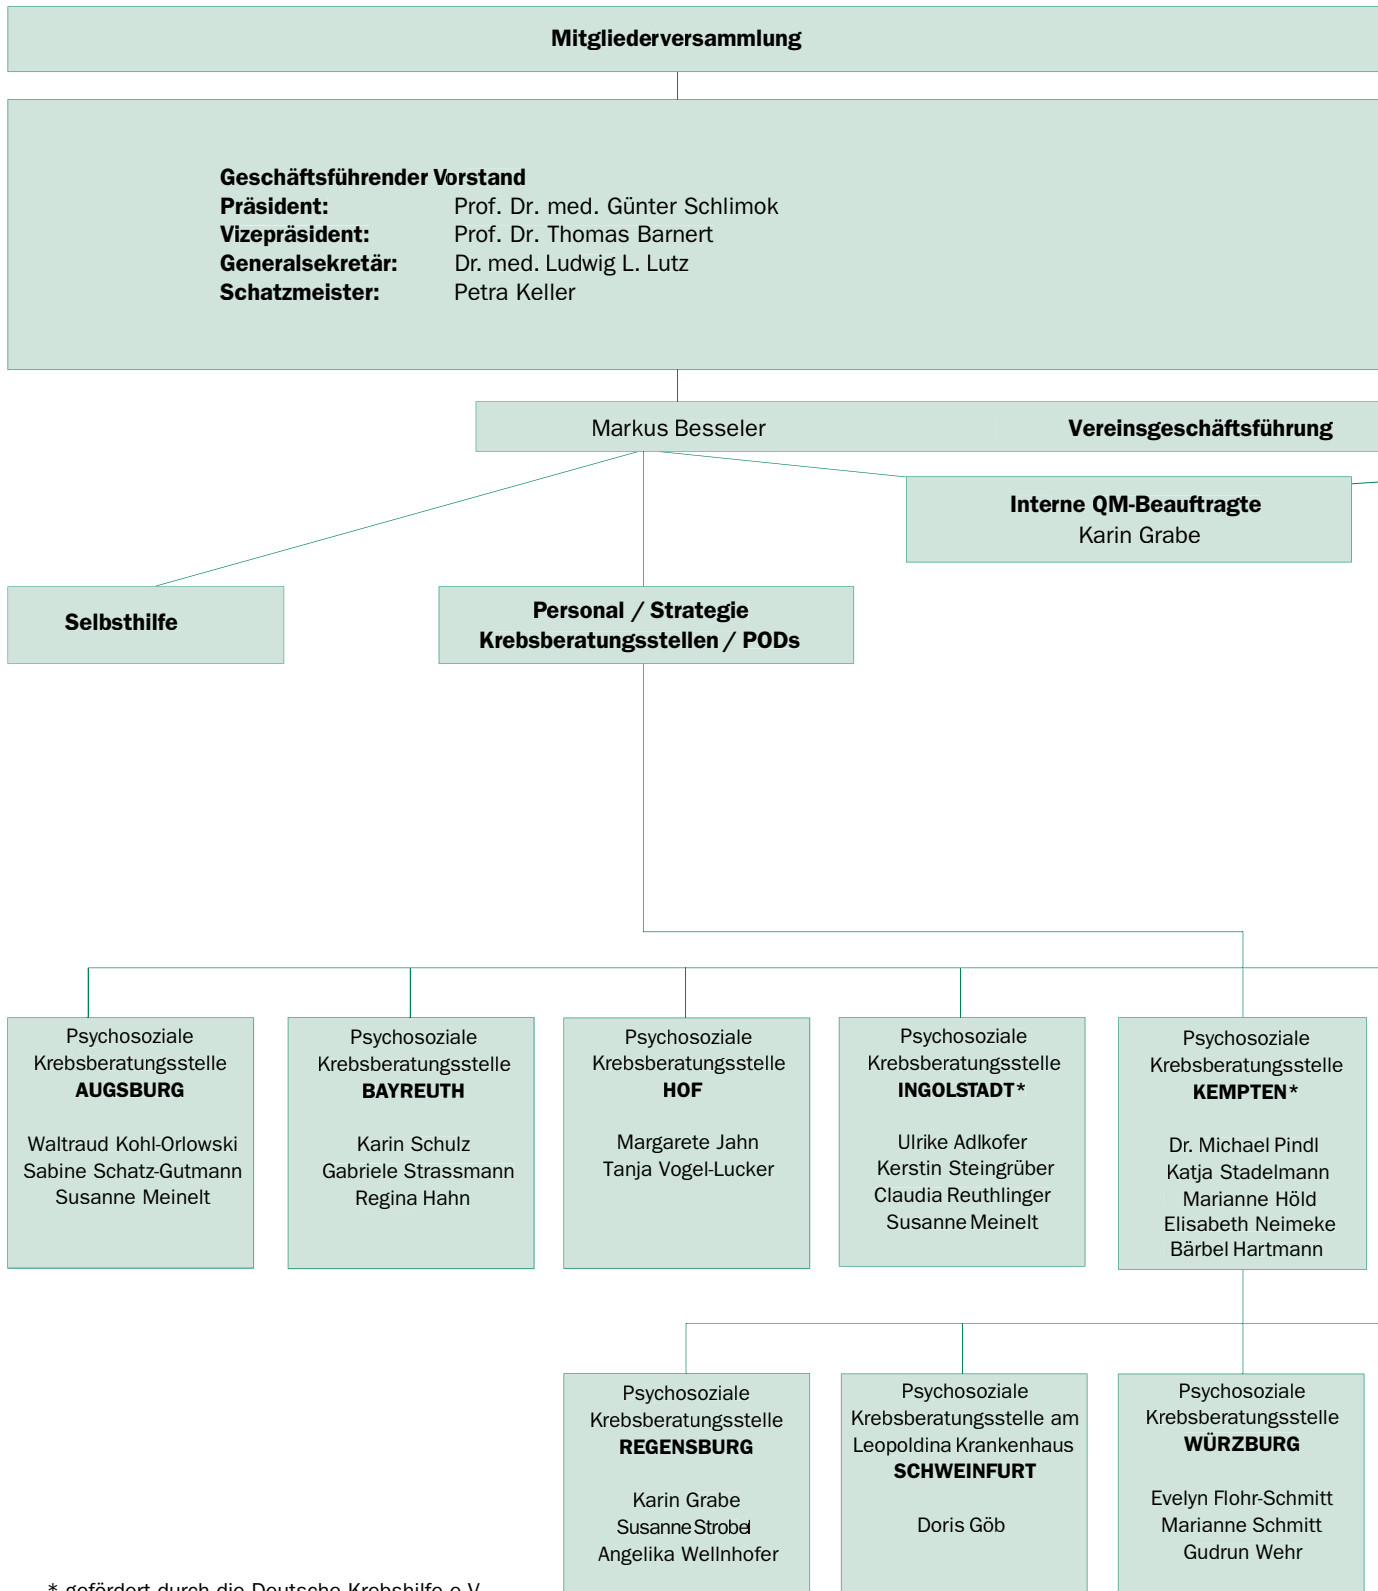 Mitgliederversammlung
Geschäftsführender Vorstand
Präsident: Prof. Dr. med. Günter Schlimok
Vizepräsident: Prof. Dr. Thomas Barnert
Generalsekretär: Dr. med. Ludwig L. Lutz
Schatzmeister: Petra Keller
Markus Besseler Vereinsgeschäftsführung
Interne QM-Beauftragte
Karin Grabe
Selbsthilfe
Personal / Strategie
Krebsberatungsstellen / PODs
Psychosoziale
Krebsberatungsstelle
AUGSBURG
Waltraud Kohl-Orlowski
Sabine Schatz-Gutmann
Susanne Meinelt
Psychosoziale
Krebsberatungsstelle
BAYREUTH
Karin Schulz
Gabriele Strassmann
Regina Hahn
Psychosoziale
Krebsberatungsstelle
HOF
Margarete Jahn
Tanja Vogel-Lucker
Psychosoziale
Krebsberatungsstelle
INGOLSTADT*
Ulrike Adlkofer
Kerstin Steingrüber
Claudia Reuthlinger
Susanne Meinelt
Psychosoziale
Krebsberatungsstelle
KEMPTEN*
Dr. Michael Pindl
Katja Stadelmann
Marianne Höld
Elisabeth Neimeke
Bärbel Hartmann
Psychosoziale
Krebsberatungsstelle
REGENSBURG
Karin Grabe
Susanne Strobel
Angelika Wellnhofer
Psychosoziale
Krebsberatungsstelle am
Leopoldina Krankenhaus
SCHWEINFURT
Doris Göb
Psychosoziale
Krebsberatungsstelle
WÜRZBURG
Evelyn Flohr-Schmitt
Marianne Schmitt
Gudrun Wehr
* gefördert durch die Deutsche Krebshilfe e.V.